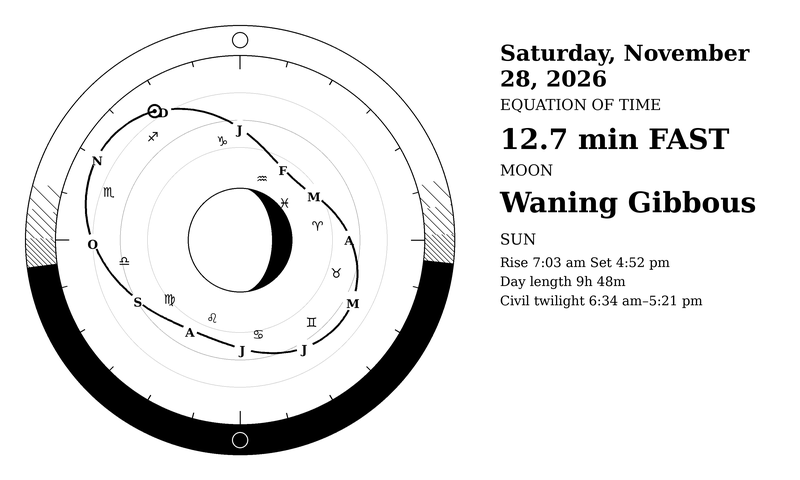 D
J
♐
♑
N
F
♒
M
♏
♓
♈
O
A
♎
♉
S
♍
M
♌
♊
A
♋
J
J
Saturday, November
28, 2026
EQUATION OF TIME
12.7 min FAST
MOON
Waning Gibbous
SUN
Rise 7:03 am Set 4:52 pm
Day length 9h 48m
Civil twilight 6:34 am–5:21 pm